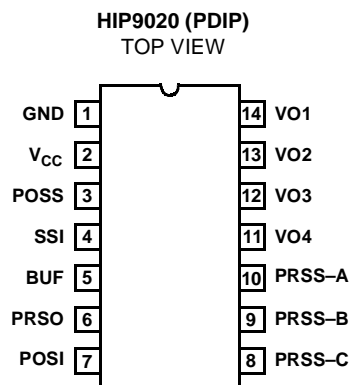 HIP9020 (PDIP)
TOP VIEW
GND 1 14 VO1
VCC 2 13 VO2
POSS 3 12 VO3
SSI 4 11 VO4
BUF 5 10 PRSS–A
PRSO 6 9 PRSS–B
POSI 7 8 PRSS–C